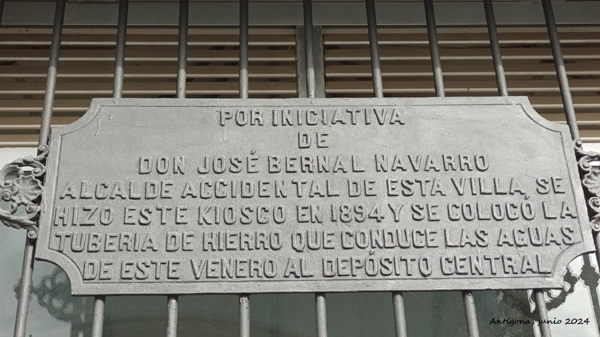 POR INICIATIVA
DE
DON JOSÉ BERNAL NAVARRO
ALCALDE ACCIDENTAL DE ESTA VILLA, SE
HIZO ESTE KIOSCO EN 1894 Y SE COLOCÓ LA
TUBERIA DE HIERRO QUE CONDUCE LAS AGUAS
DE ESTE VENERO AL DEPÓSITO CENTRAL
Antígona, junio 2024